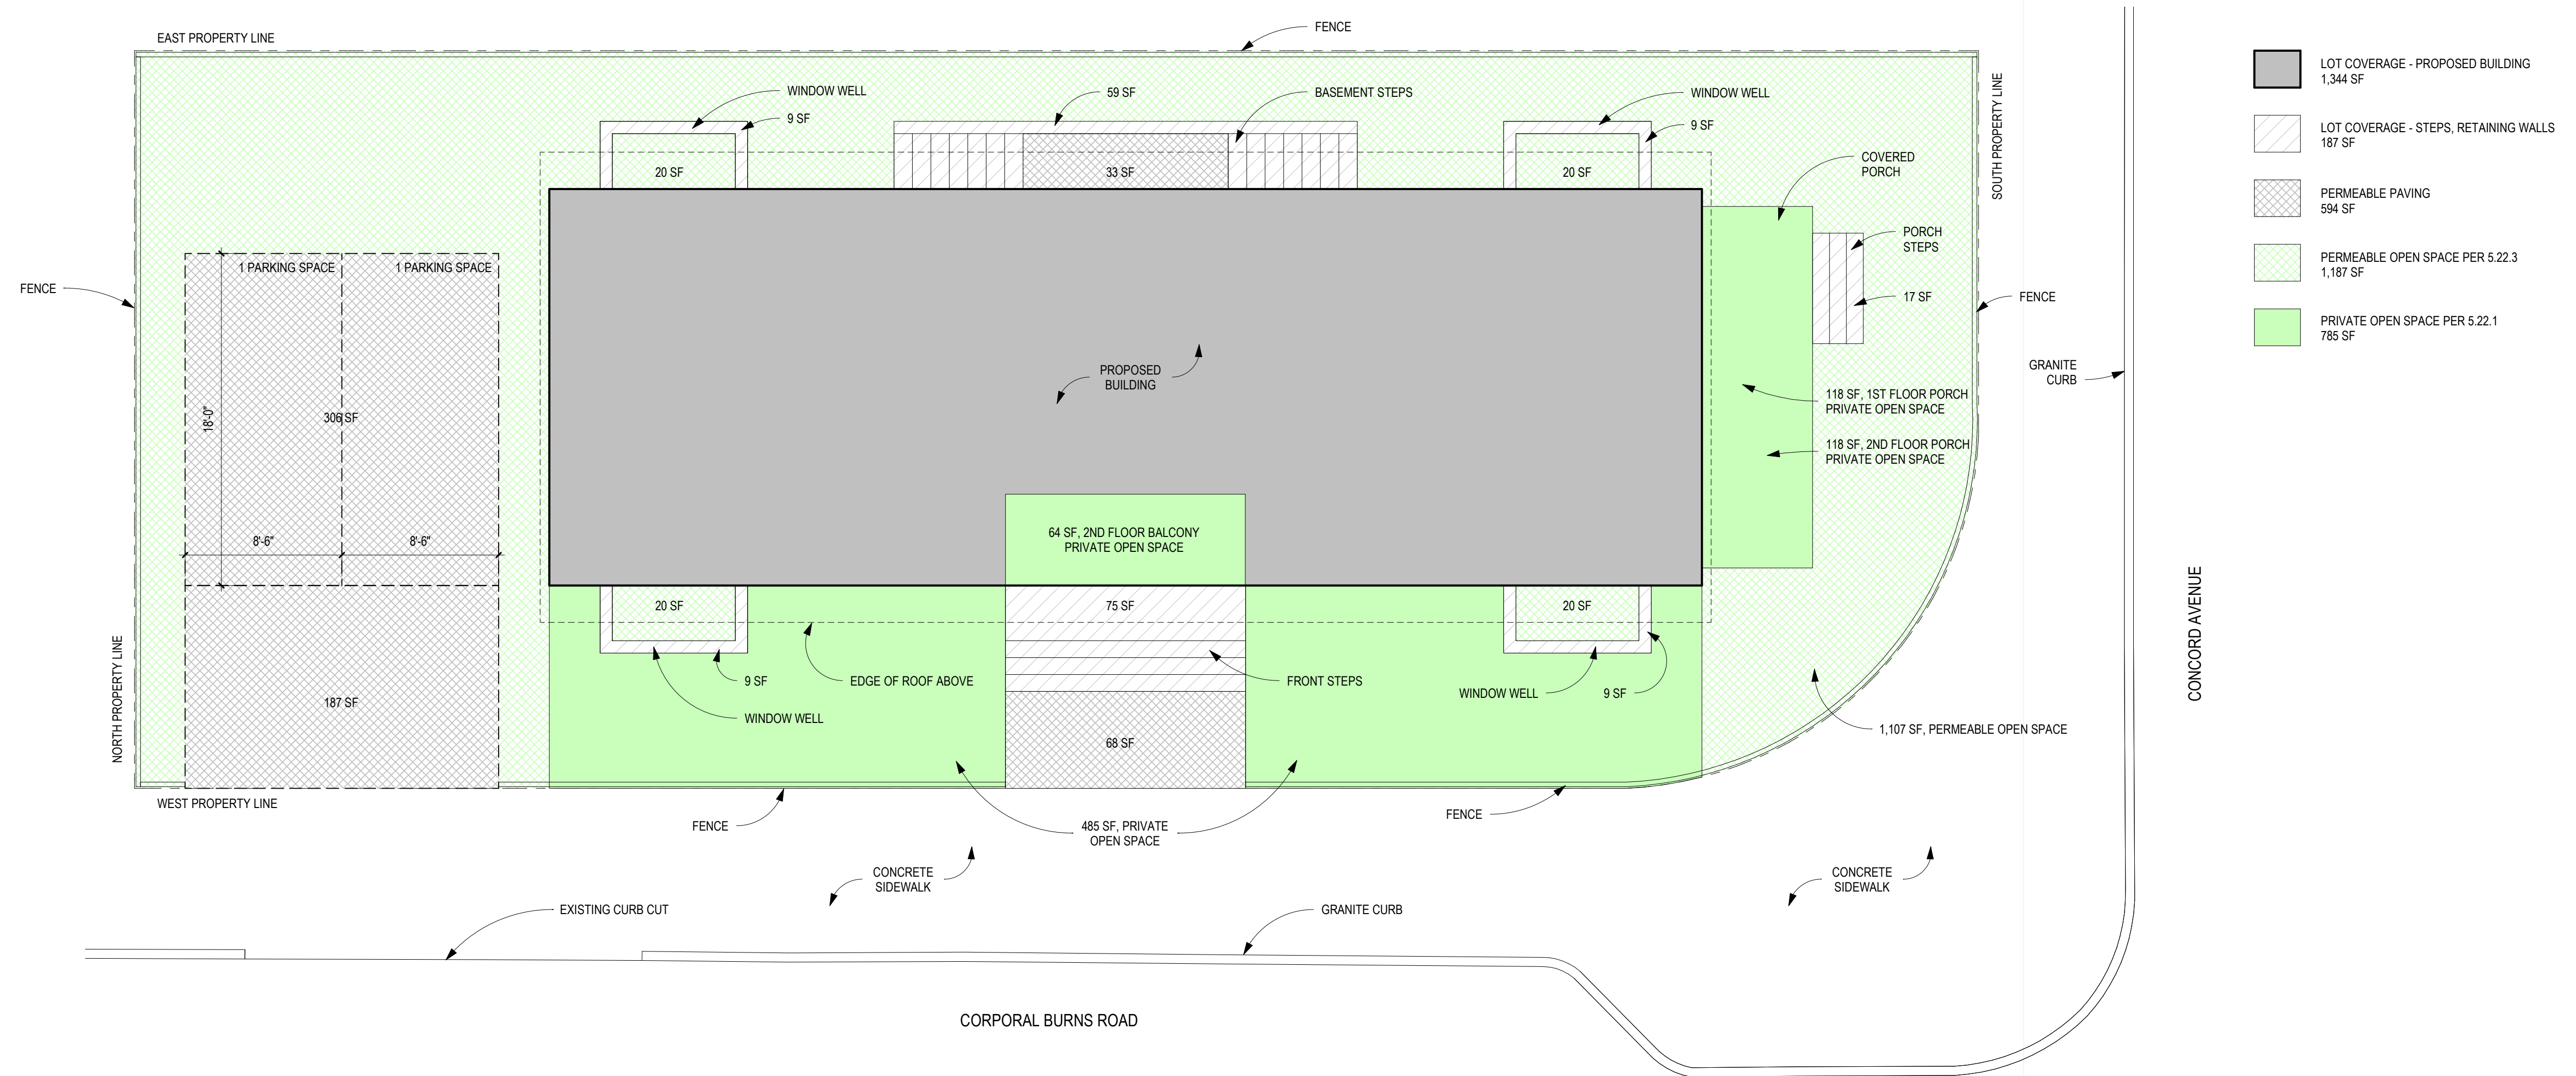 EAST PROPERTY LINE
FENCE
WINDOW WELL
9 SF
59 SF
BASEMENT STEPS
WINDOW WELL
9 SF
20 SF
33 SF
20 SF
COVERED
PORCH
SOUTH PROPERTY LINE
PORCH
STEPS
17 SF
FENCE
FENCE
1 PARKING SPACE
1 PARKING SPACE
306 SF
18'-0"
8'-6"
8'-6"
187 SF
NORTH PROPERTY LINE
WEST PROPERTY LINE
PROPOSED
BUILDING
118 SF, 1ST FLOOR PORCH
PRIVATE OPEN SPACE
118 SF, 2ND FLOOR PORCH
PRIVATE OPEN SPACE
GRANITE
CURB
64 SF, 2ND FLOOR BALCONY
PRIVATE OPEN SPACE
20 SF
75 SF
20 SF
9 SF
WINDOW WELL
EDGE OF ROOF ABOVE
FRONT STEPS
WINDOW WELL
9 SF
68 SF
1,107 SF, PERMEABLE OPEN SPACE
FENCE
485 SF, PRIVATE
OPEN SPACE
FENCE
CONCRETE
SIDEWALK
CONCRETE
SIDEWALK
EXISTING CURB CUT
GRANITE CURB
CORPORAL BURNS ROAD
CONCORD AVENUE
LOT COVERAGE - PROPOSED BUILDING
1,344 SF
LOT COVERAGE - STEPS, RETAINING WALLS
187 SF
PERMEABLE PAVING
594 SF
PERMEABLE OPEN SPACE PER 5.22.3
1,187 SF
PRIVATE OPEN SPACE PER 5.22.1
785 SF